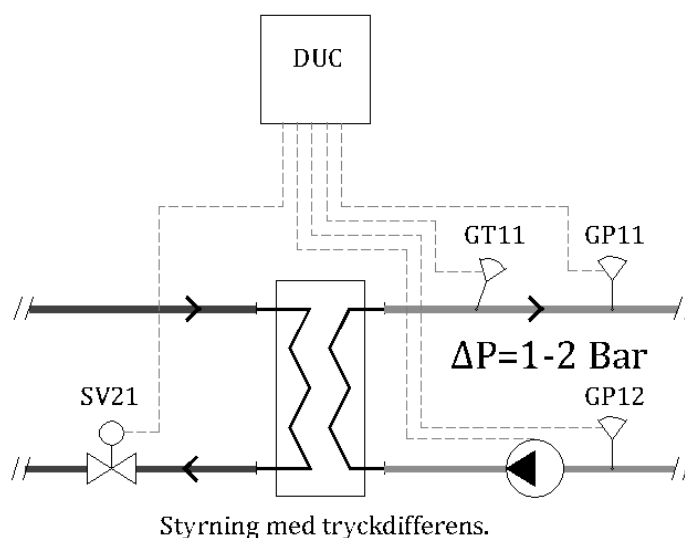 DUC
GT11
GP11
ΔP=1-2 Bar
SV21
GP12
Styrning med tryckdifferens.